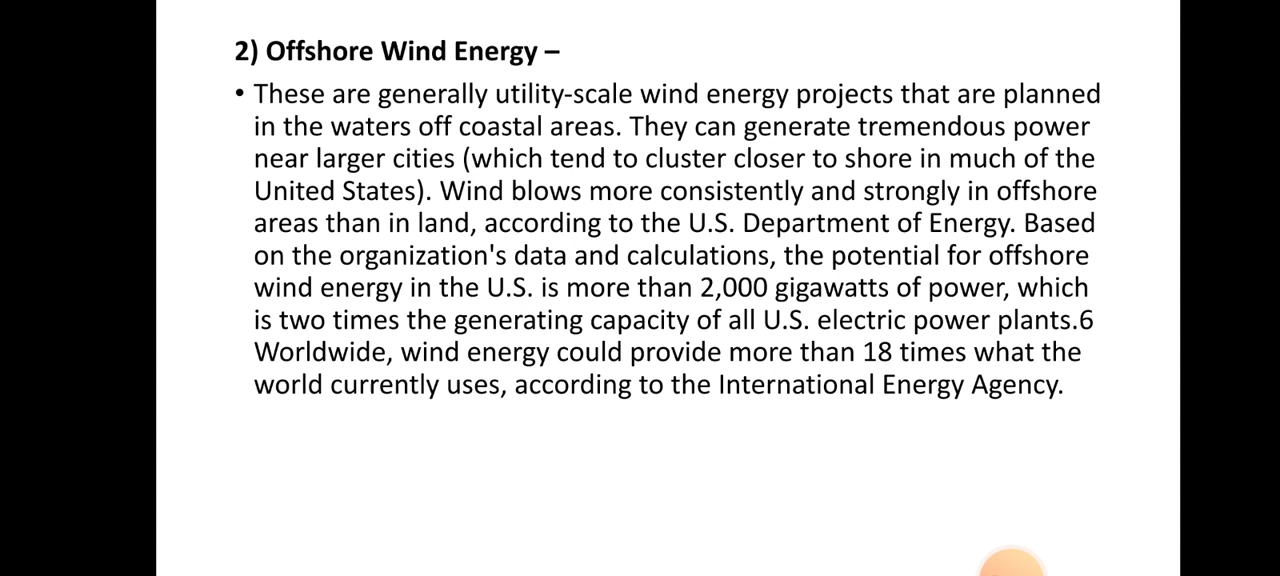 2) Offshore Wind Energy –
• These are generally utility-scale wind energy projects that are planned
in the waters off coastal areas. They can generate tremendous power
near larger cities (which tend to cluster closer to shore in much of the
United States). Wind blows more consistently and strongly in offshore
areas than in land, according to the U.S. Department of Energy. Based
on the organization's data and calculations, the potential for offshore
wind energy in the U.S. is more than 2,000 gigawatts of power, which
is two times the generating capacity of all U.S. electric power plants.6
Worldwide, wind energy could provide more than 18 times what the
world currently uses, according to the International Energy Agency.